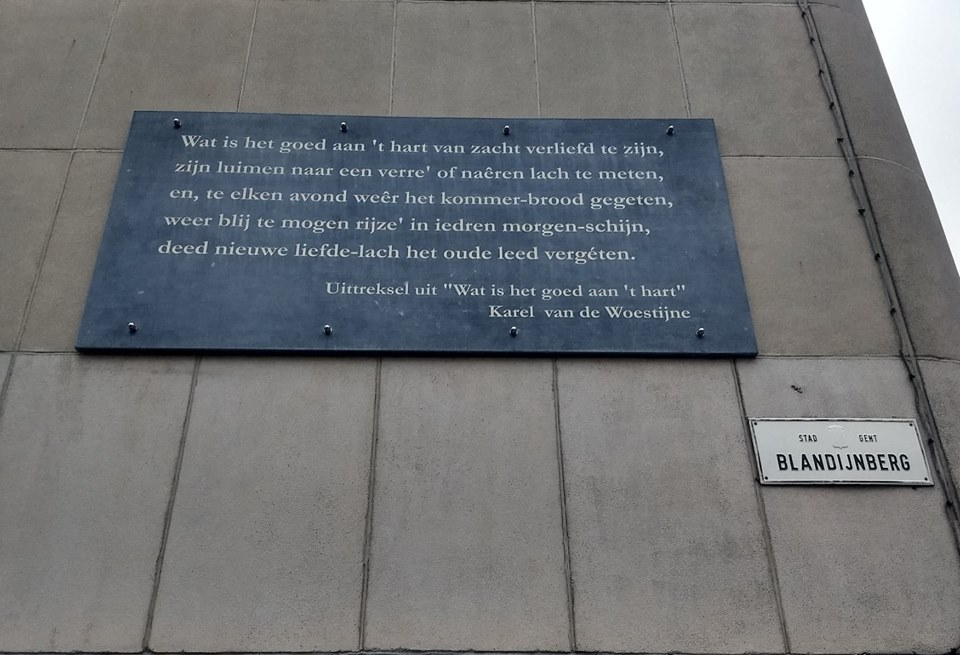 Wat is het goed aan 't hart van zacht verliefd te zijn,
zijn luimen naar een verre' of naêren lach te meten,
en, te elken avond weêr het kommer-brood gegeten,
weer blij te mogen rijze' in iedren morgen-schijn,
deed nieuwe liefde-lach het oude leed vergéten.
Uittreksel uit "Wat is het goed aan 't hart"
Karel van de Woestijne
STAD GENT
BLANDIJNBERG